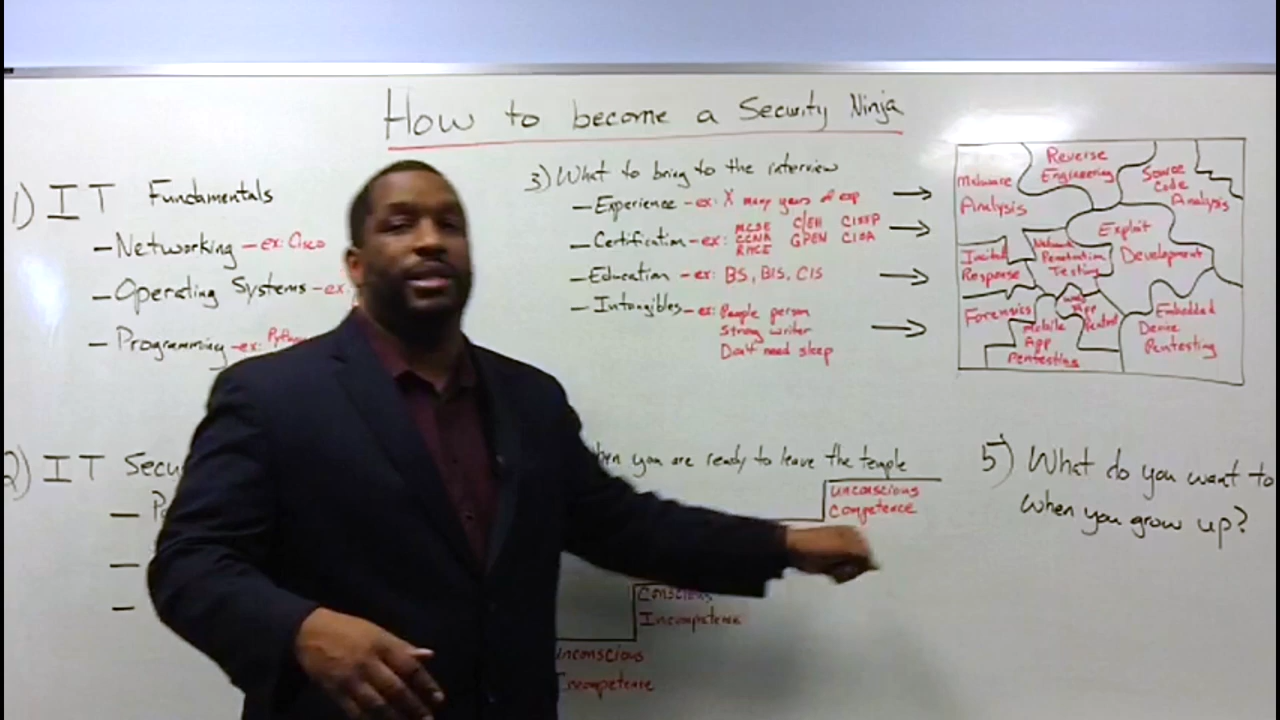 How to become a Security Ninja
1) IT Fundamentals
- Networking - ex: Cisco
- Operating Systems - ex
- Programming - ex: Python
2) IT Secu
3) What to bring to the interview
- Experience - ex: X many years of exp
- Certification - ex: MCSE C|EH CISSP
CCNA GPEN CISA
RHCE
- Education - ex: BS, BIS, CIS
- Intangibles - ex: People person
Strong writer
Don't need sleep
Malware
Analysis
Reverse
Engineering
Source
Code
Analysis
Exploit
Development
Incident
Response
Network
Penetration
Testing
Forensics
Web
App
Pentest
Mobile
App
Pentesting
Embedded
Device
Pentesting
hen you are ready to leave the temple
unconscious
Competence
Conscious
Incompetence
unconscious
Incompetence
5) What do you want to
when you grow up?